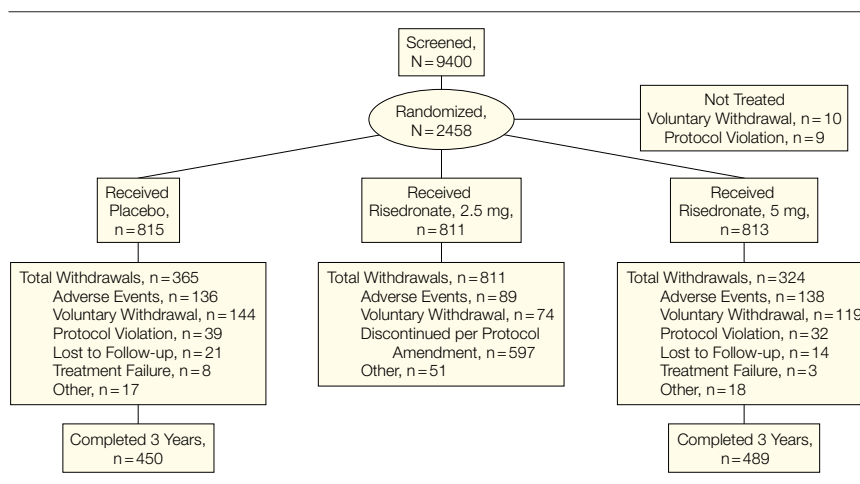 Screened,
N=9400
Randomized,
N=2458
Not Treated
Voluntary Withdrawal, n=10
Protocol Violation, n=9
Received
Placebo,
n=815
Received
Risedronate, 2.5 mg,
n=811
Received
Risedronate, 5 mg,
n=813
Total Withdrawals, n=365
Adverse Events, n=136
Voluntary Withdrawal, n=144
Protocol Violation, n=39
Lost to Follow-up, n=21
Treatment Failure, n=8
Other, n=17
Total Withdrawals, n=811
Adverse Events, n=89
Voluntary Withdrawal, n=74
Discontinued per Protocol
Amendment, n=597
Other, n=51
Total Withdrawals, n=324
Adverse Events, n=138
Voluntary Withdrawal, n=119
Protocol Violation, n=32
Lost to Follow-up, n=14
Treatment Failure, n=3
Other, n=18
Completed 3 Years,
n=450
Completed 3 Years,
n=489